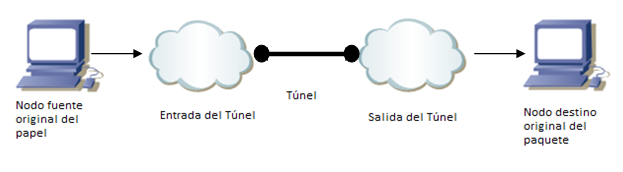 Nodo fuente
original del
papel
Entrada del Túnel
Túnel
Salida del Túnel
Nodo destino
original del
paquete